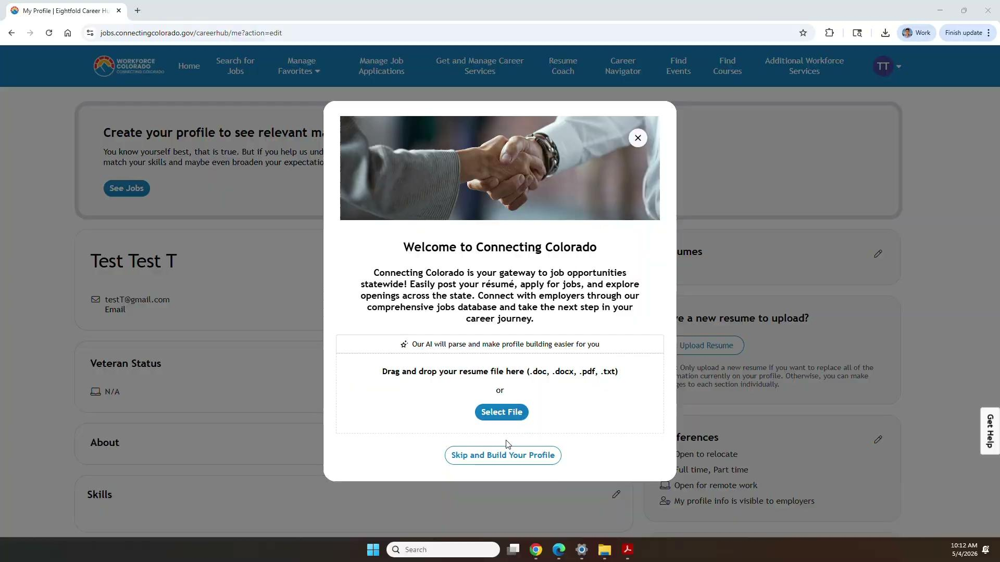 My Profile | Eightfold Career Hu
jobs.connectingcolorado.gov/careerhub/me?action=edit
Work
Finish update
WORKFORCE
COLORADO
CONNECTING COLORADO
Home
Search for
Jobs
Manage
Favorites
Manage Job
Applications
Get and Manage Career
Services
Resume
Coach
Career
Navigator
Find
Events
Find
Courses
Additional Workforce
Services
TT
Create your profile to see relevant
You know yourself best, that is true. But if you help us
match your skills and maybe even broaden your
See Jobs
Test Test T
testT@gmail.com
Email
Veteran Status
N/A
About
Skills
Welcome to Connecting Colorado
Connecting Colorado is your gateway to job opportunities
statewide! Easily post your résumé, apply for jobs, and explore
openings across the state. Connect with employers through our
comprehensive jobs database and take the next step in your
career journey.
Our AI will parse and make profile building easier for you
Drag and drop your resume file here (.doc, .docx, .pdf, .txt)
or
Select File
Skip and Build Your Profile
umes
ve a new resume to upload?
Upload Resume
: Only upload a new resume if you want to replace all of the
mation currently on your profile. Otherwise, you can make
ges to each section individually.
ferences
Open to relocate
Full time, Part time
Open for remote work
My profile info is visible to employers
Get Help
Search
10:12 AM
5/4/2026